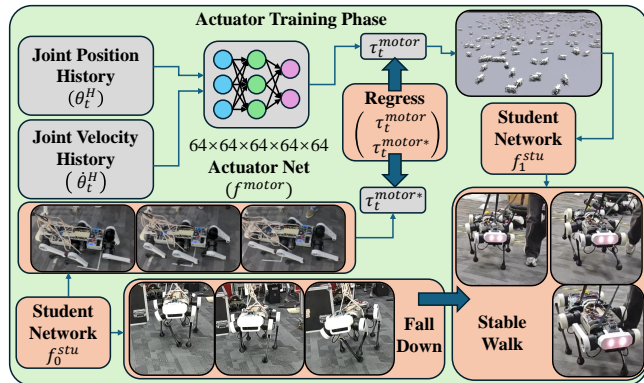 Actuator Training Phase
Joint Position
History
(θ_t^H)
Joint Velocity
History
(θ̇_t^H)
64×64×64×64×64
Actuator Net
(f^{motor})
τ_t^{motor}
Regress
(τ_t^{motor}
τ_t^{motor*})
τ_t^{motor*}
Student
Network
f_1^{stu}
Student
Network
f_0^{stu}
Fall
Down
Stable
Walk